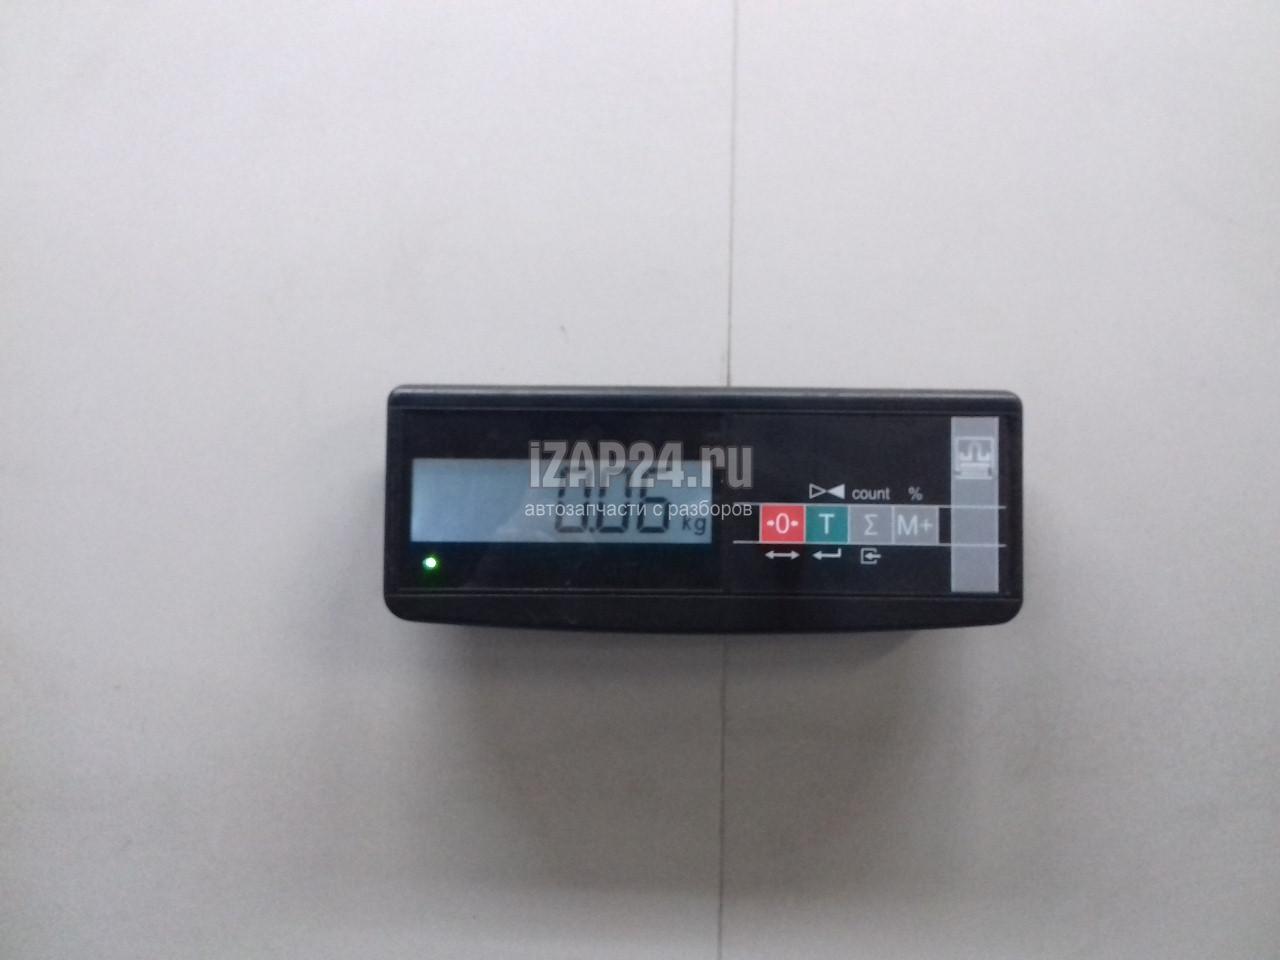 iZAP24.ru
0.06 kg
автозапчасти с разборов
count %
•0• T Σ M+